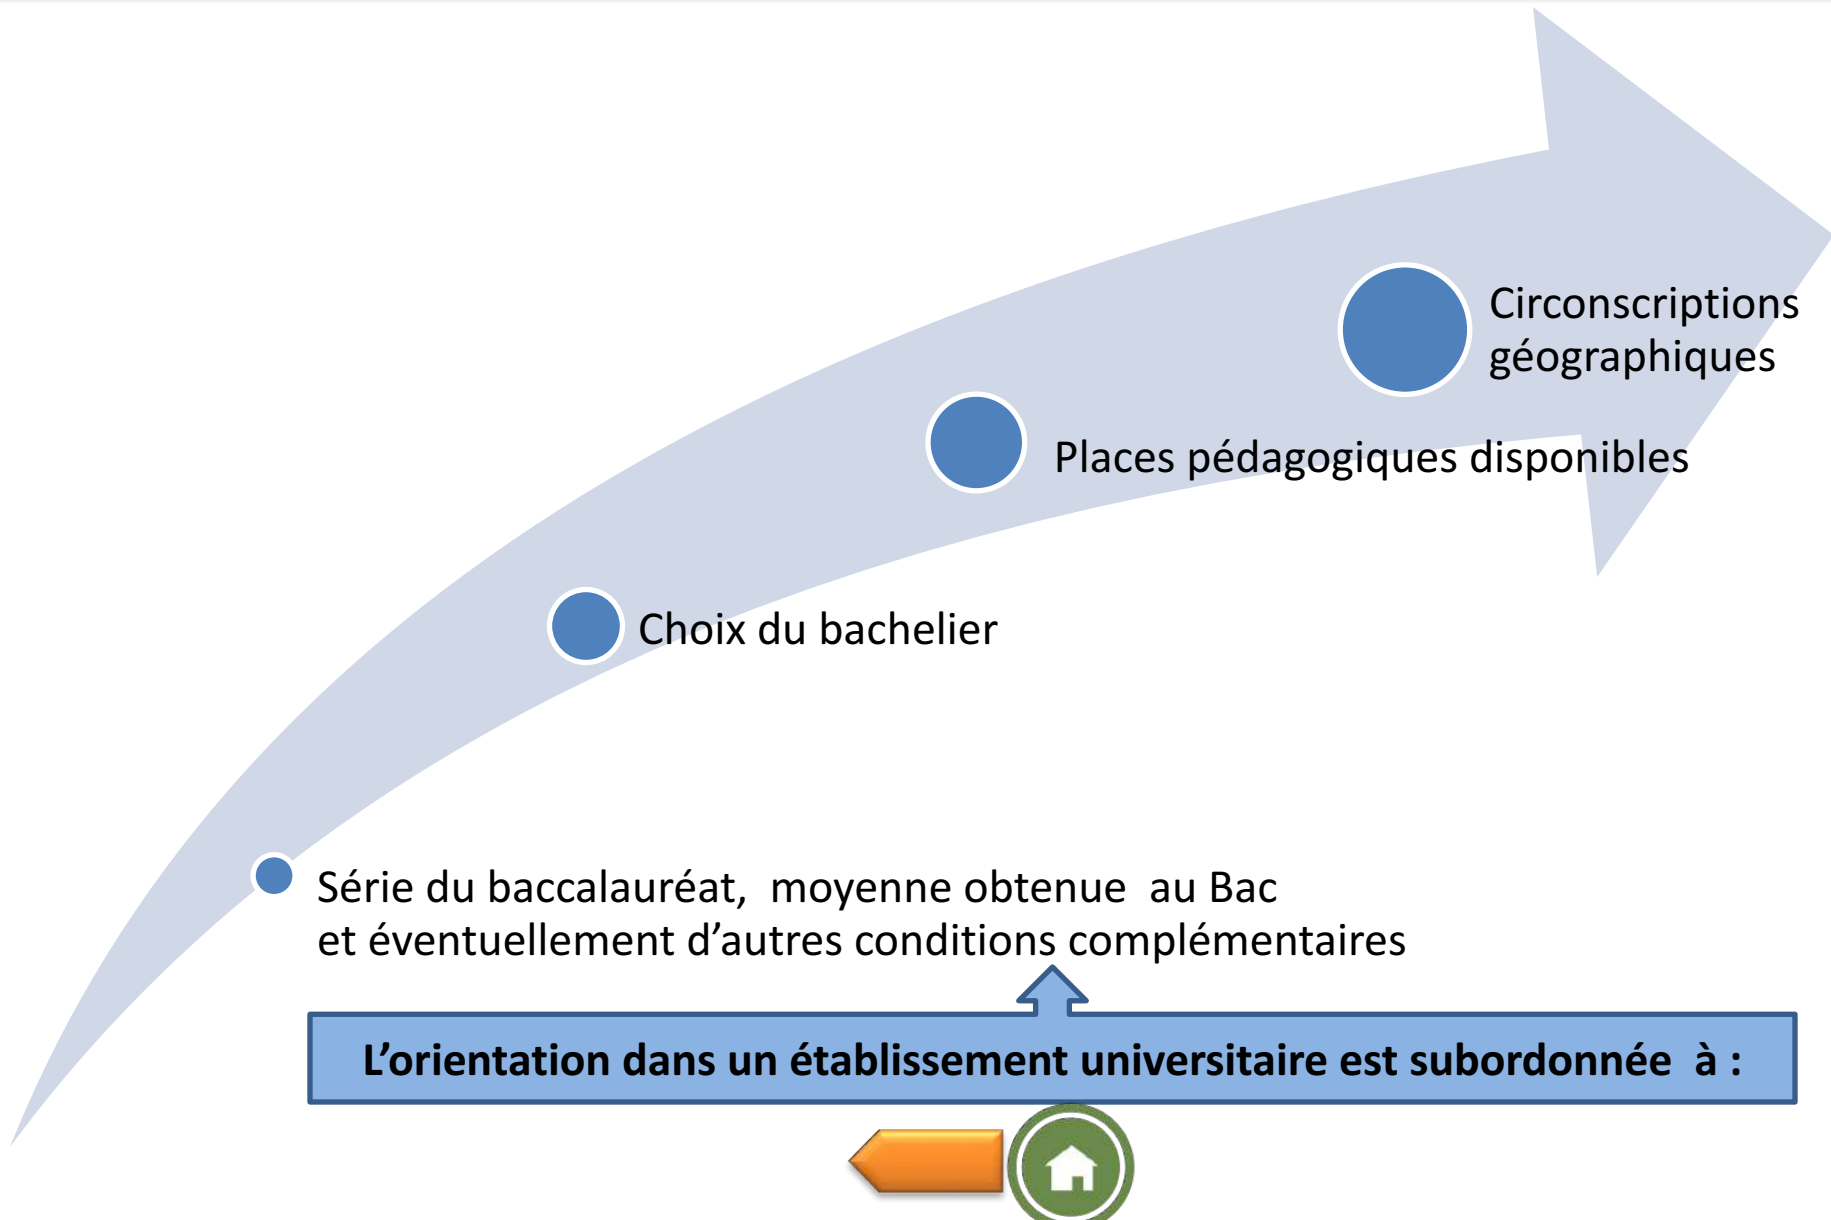 Circonscriptions
géographiques
Places pédagogiques disponibles
Choix du bachelier
Série du baccalauréat,  moyenne obtenue  au Bac
et éventuellement d’autres conditions complémentaires
L’orientation dans un établissement universitaire est subordonnée  à :